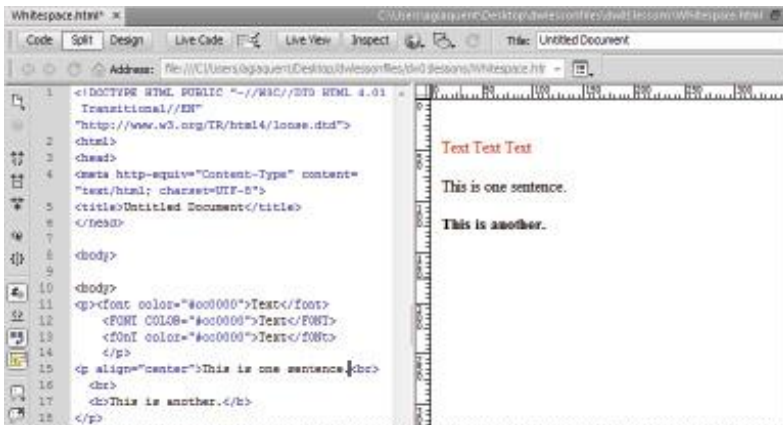 Whitespace.html* ×
Code Split Design Live Code Live View Inspect Title: Untitled Document
Address:
1 <!DOCTYPE HTML PUBLIC "-//W3C//DTD HTML 4.01
Transitional//EN"
"http://www.w3.org/TR/html4/loose.dtd">
2 <html>
3 <head>
4 <meta http-equiv="Content-Type" content=
"text/html; charset=UTF-8">
5 <title>Untitled Document</title>
6 </head>
7
8 <body>
9
10 <body>
11 <p><font color="#cc0000">Text</font>
12 <FONT COLOR="#cc0000">Text</FONT>
13 <fOnT color="#cc0000">Text</fONt>
14 </p>
15 <p align="center">This is one sentence.<br>
16 <br>
17 <b>This is another.</b>
18 </p>
Text Text Text
This is one sentence.
This is another.